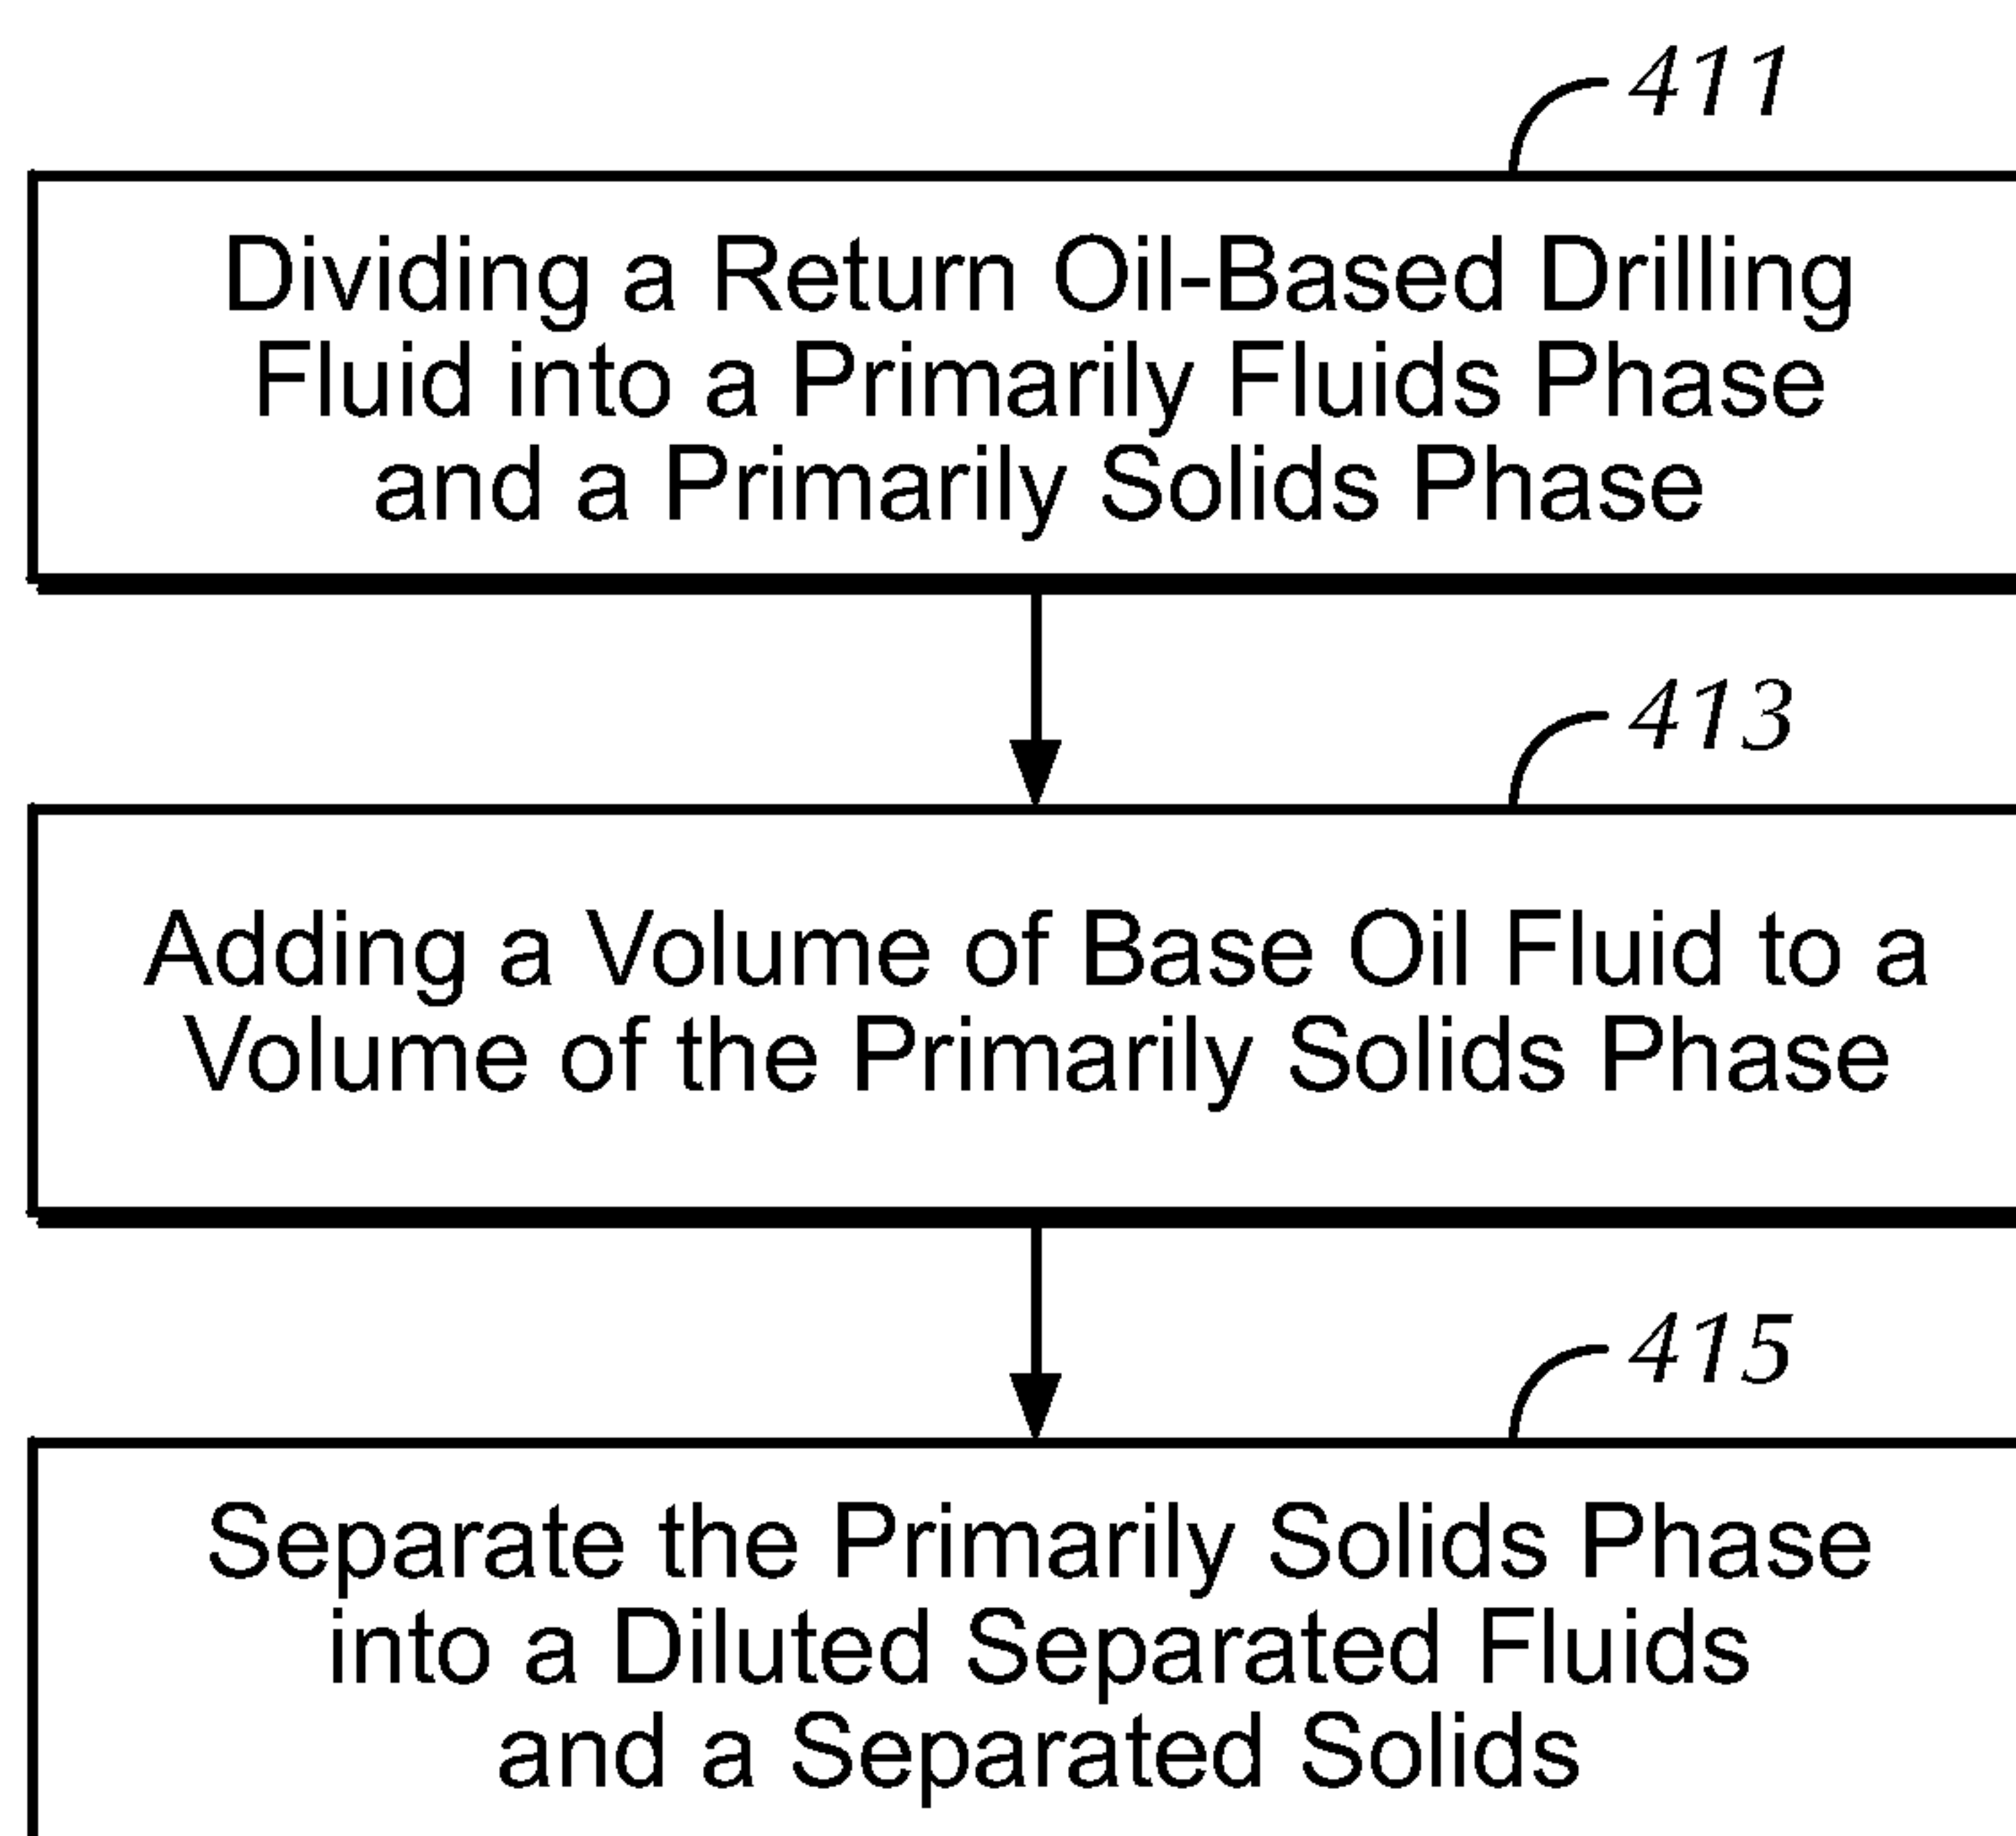 411
Dividing a Return Oil-Based Drilling
Fluid into a Primarily Fluids Phase
and a Primarily Solids Phase
413
Adding a Volume of Base Oil Fluid to a
Volume of the Primarily Solids Phase
415
Separate the Primarily Solids Phase
into a Diluted Separated Fluids
and a Separated Solids